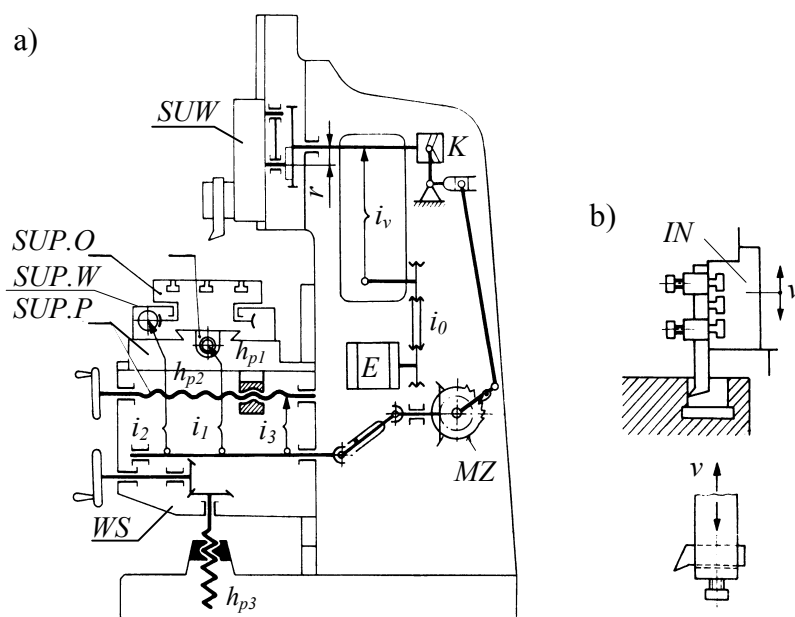 a)
SUW
K
r
i_v
b)
IN
v
SUP.O
SUP.W
SUP.P
i_0
h_p1
E
h_p2
i_2
i_1
i_3
MZ
v
WS
h_p3